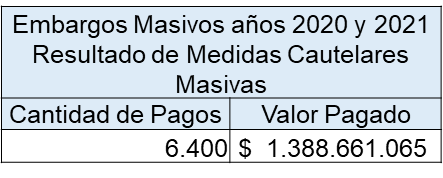 Embargos Masivos años 2020 y 2021
Resultado de Medidas Cautelares
Masivas
Cantidad de Pagos Valor Pagado
6.400 $ 1.388.661.065